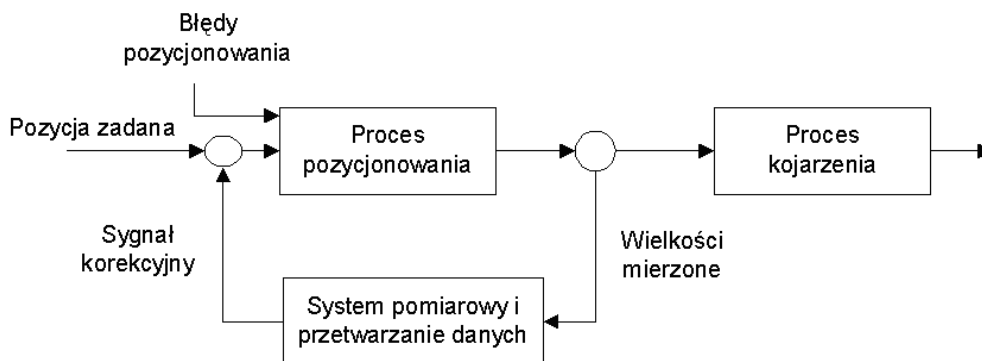 Błędy
pozycjonowania
Pozycja zadana
Proces
pozycjonowania
Proces
kojarzenia
Sygnał
korekcyjny
Wielkości
mierzone
System pomiarowy i
przetwarzanie danych